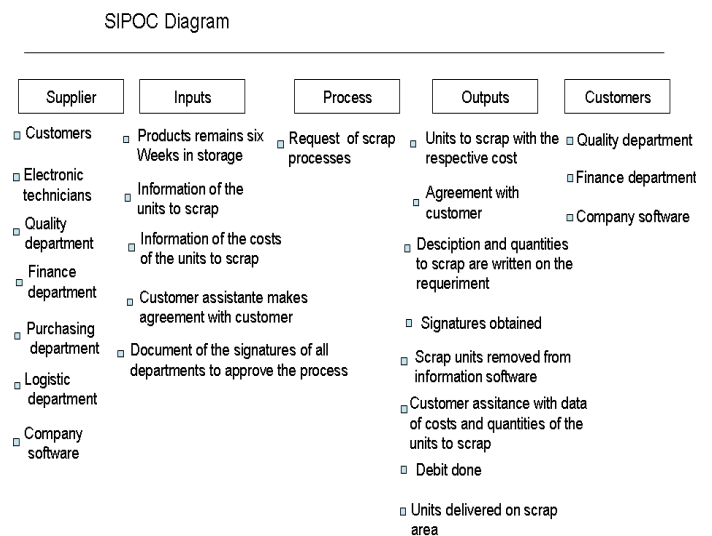 SIPOC Diagram
Supplier
Inputs
Process
Outputs
Customers
Customers
Electronic
technicians
Quality
department
Finance
department
Purchasing
department
Logistic
department
Company
software
Products remains six
Weeks in storage
Information of the
units to scrap
Information of the costs
of the units to scrap
Customer assistante makes
agreement with customer
Document of the signatures of all
departments to approve the process
Request of scrap
processes
Units to scrap with the
respective cost
Agreement with
customer
Desciption and quantities
to scrap are written on the
requeriment
Signatures obtained
Scrap units removed from
information software
Customer assitance with data
of costs and quantities of the
units to scrap
Debit done
Units delivered on scrap
area
Quality department
Finance department
Company software